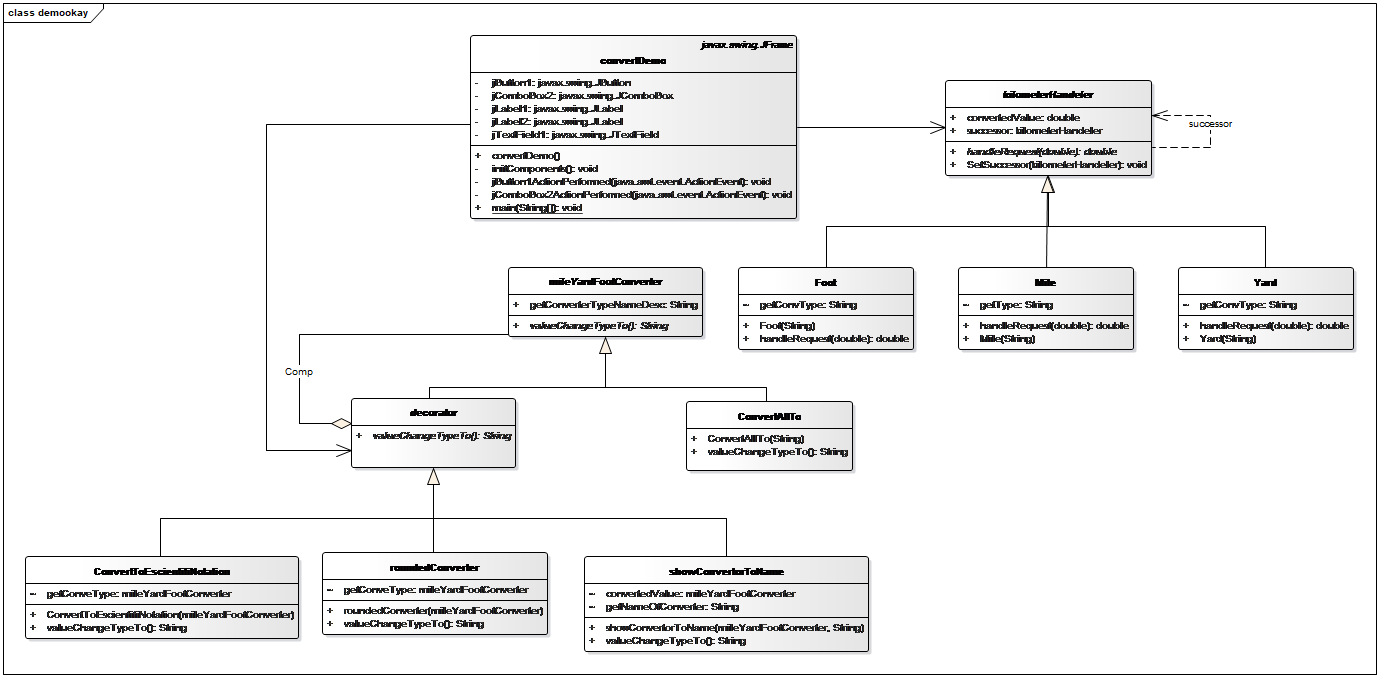 class demookay
javax.swing.JFrame
convertDemo
- jButton1: javax.swing.JButton
- jComboBox2: javax.swing.JComboBox
- jLabel1: javax.swing.JLabel
- jLabel2: javax.swing.JLabel
- jTextField1: javax.swing.JTextField
+ convertDemo()
- initComponents(): void
- jButton1ActionPerformed(java.awt.event.ActionEvent): void
- jComboBox2ActionPerformed(java.awt.event.ActionEvent): void
+ main(String[]): void
kilometerHandeler
+ convertedValue: double
+ successor: kilometerHandeler
+ handleRequest(double): double
+ SetSuccessor(kilometerHandeler): void
successor
mileYardFootConverter
+ getConverterTypeNameDesc: String
+ valueChangeTypeTo(): String
Foot
~ getConvType: String
+ Foot(String)
+ handleRequest(double): double
Mile
~ getType: String
+ handleRequest(double): double
+ Mile(String)
Yard
~ getConvType: String
+ handleRequest(double): double
+ Yard(String)
Comp
decorator
+ valueChangeTypeTo(): String
ConvertAllTo
+ ConvertAllTo(String)
+ valueChangeTypeTo(): String
ConvertToEscientifiNotation
~ getConveType: mileYardFootConverter
+ ConvertToEscientifiNotation(mileYardFootConverter)
+ valueChangeTypeTo(): String
roundedConverter
~ getConveType: mileYardFootConverter
+ roundedConverter(mileYardFootConverter)
+ valueChangeTypeTo(): String
showConvertorToName
~ convertedValue: mileYardFootConverter
~ getNameOfConverter: String
+ showConvertorToName(mileYardFootConverter, String)
+ valueChangeTypeTo(): String